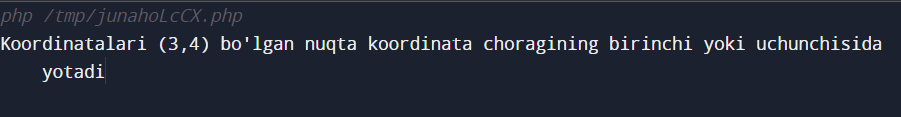 php /tmp/junahoLcCX.php
Koordinatalari (3,4) bo'lgan nuqta koordinata choragining birinchi yoki uchunchisida
yotadi